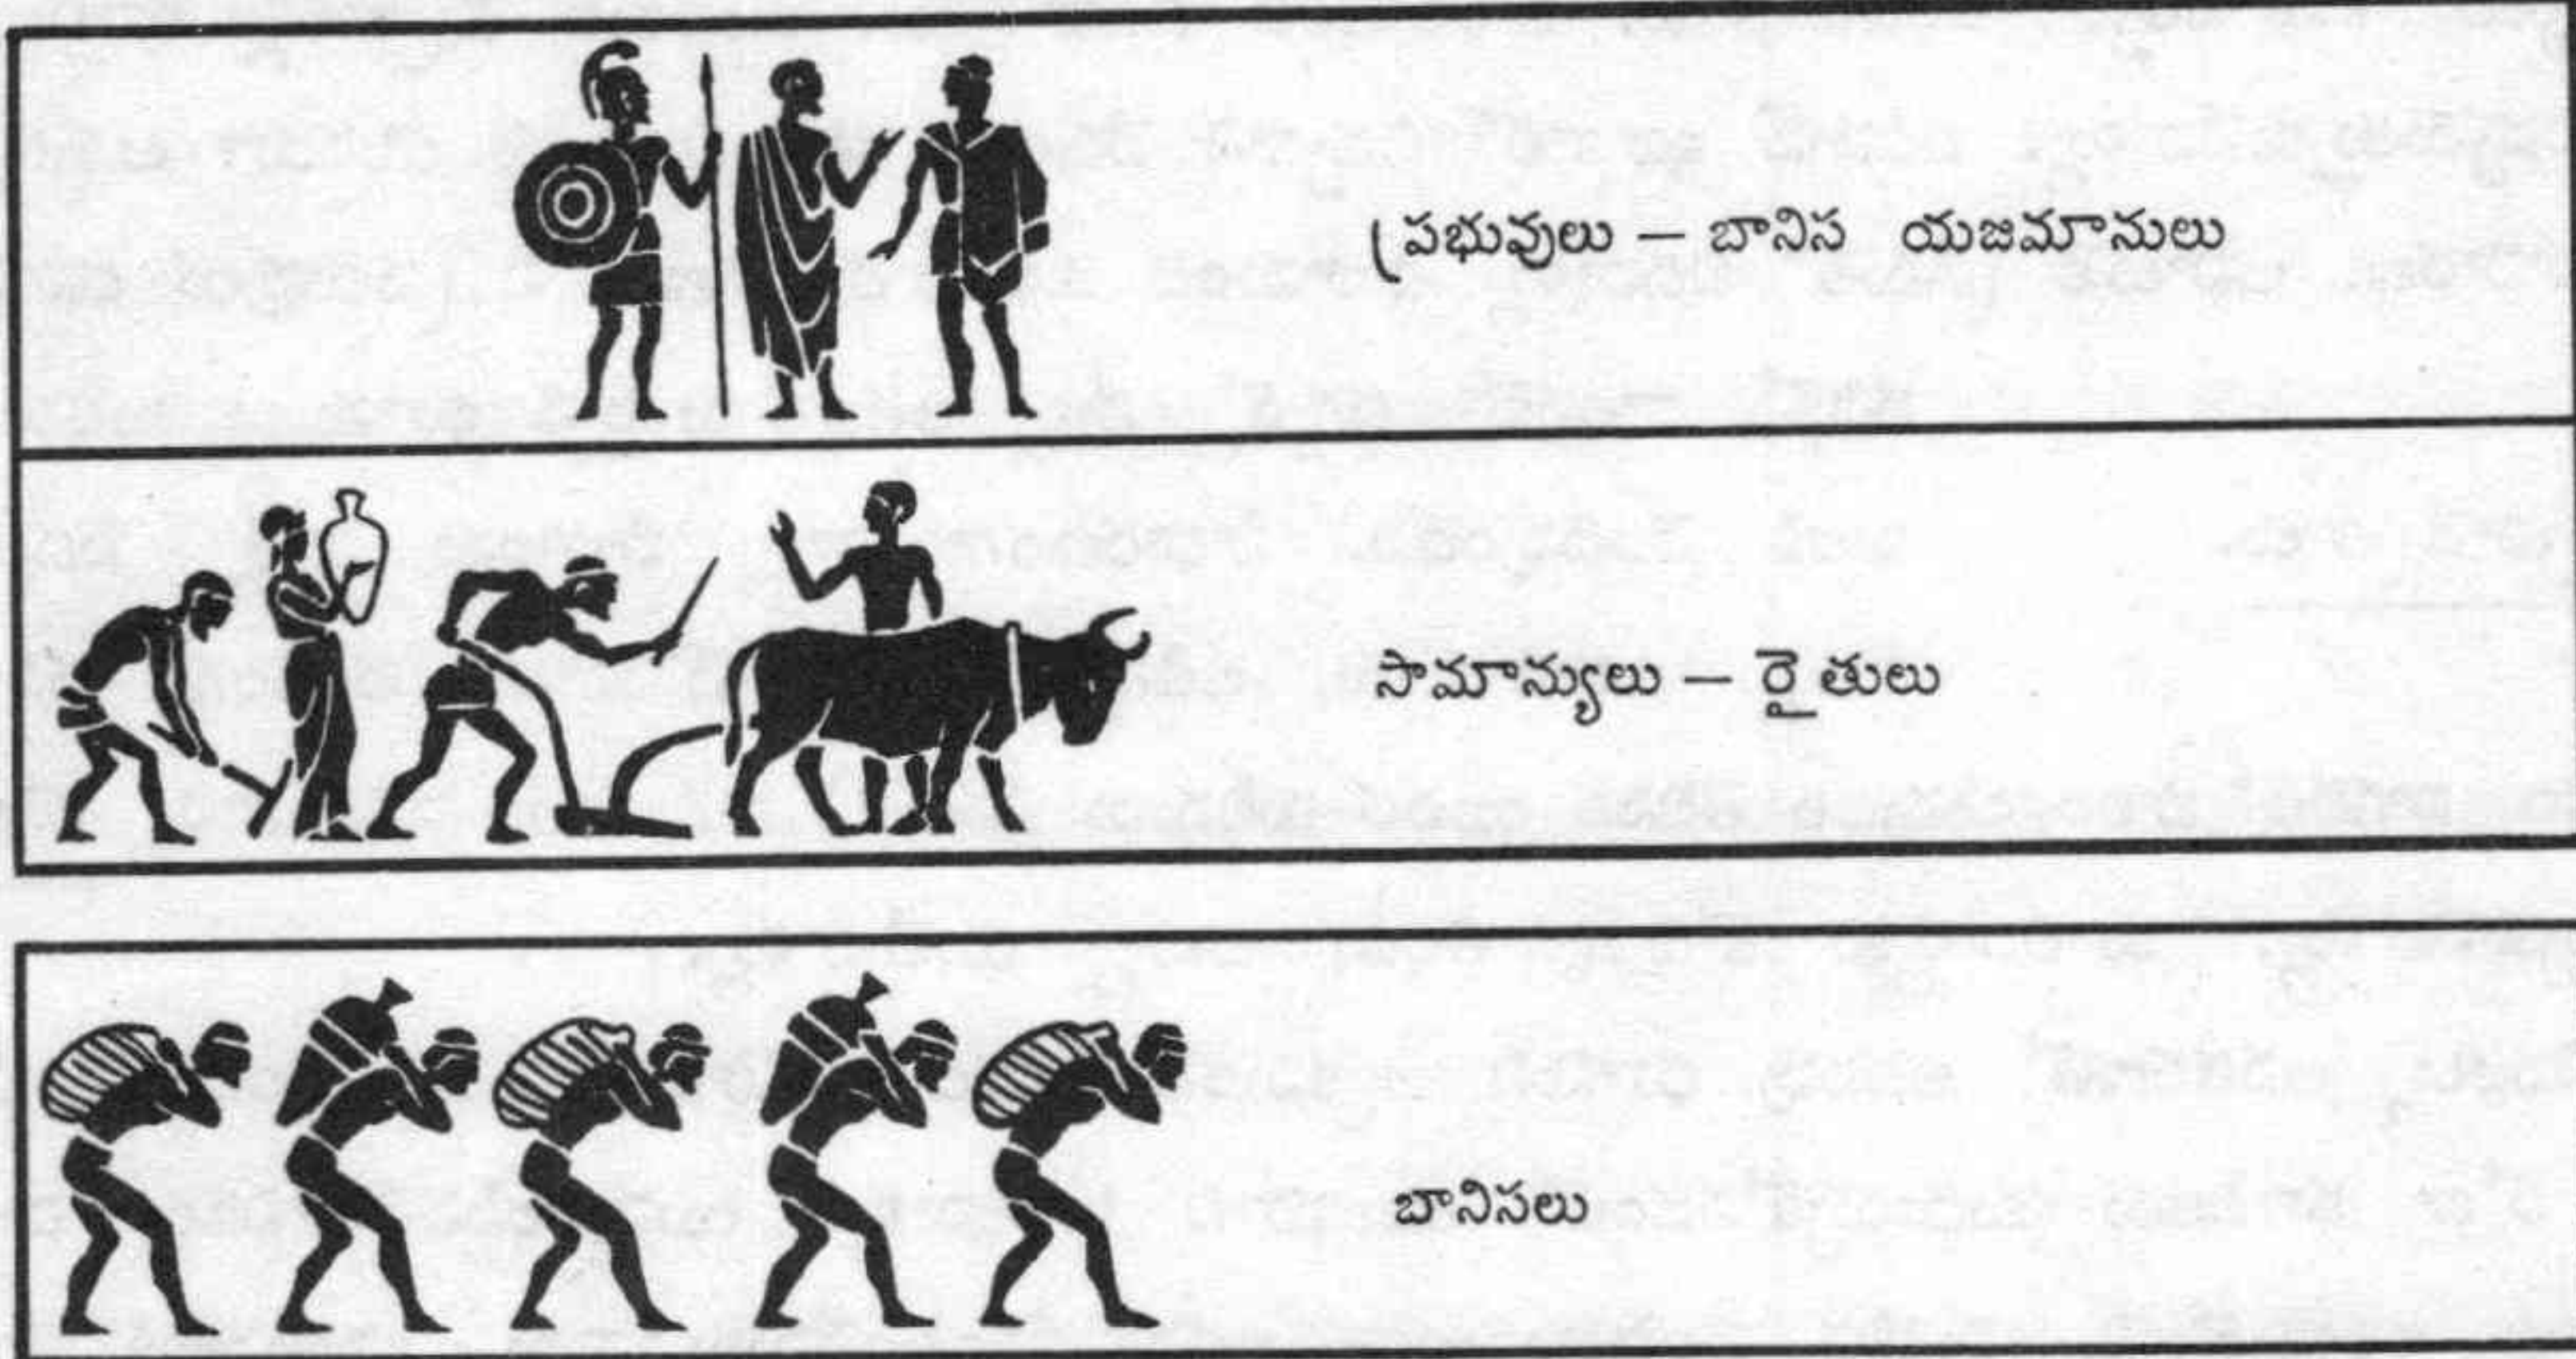 ప్రభువులు — బానిస యజమానులు
సామాన్యులు — రైతులు
బానిసలు